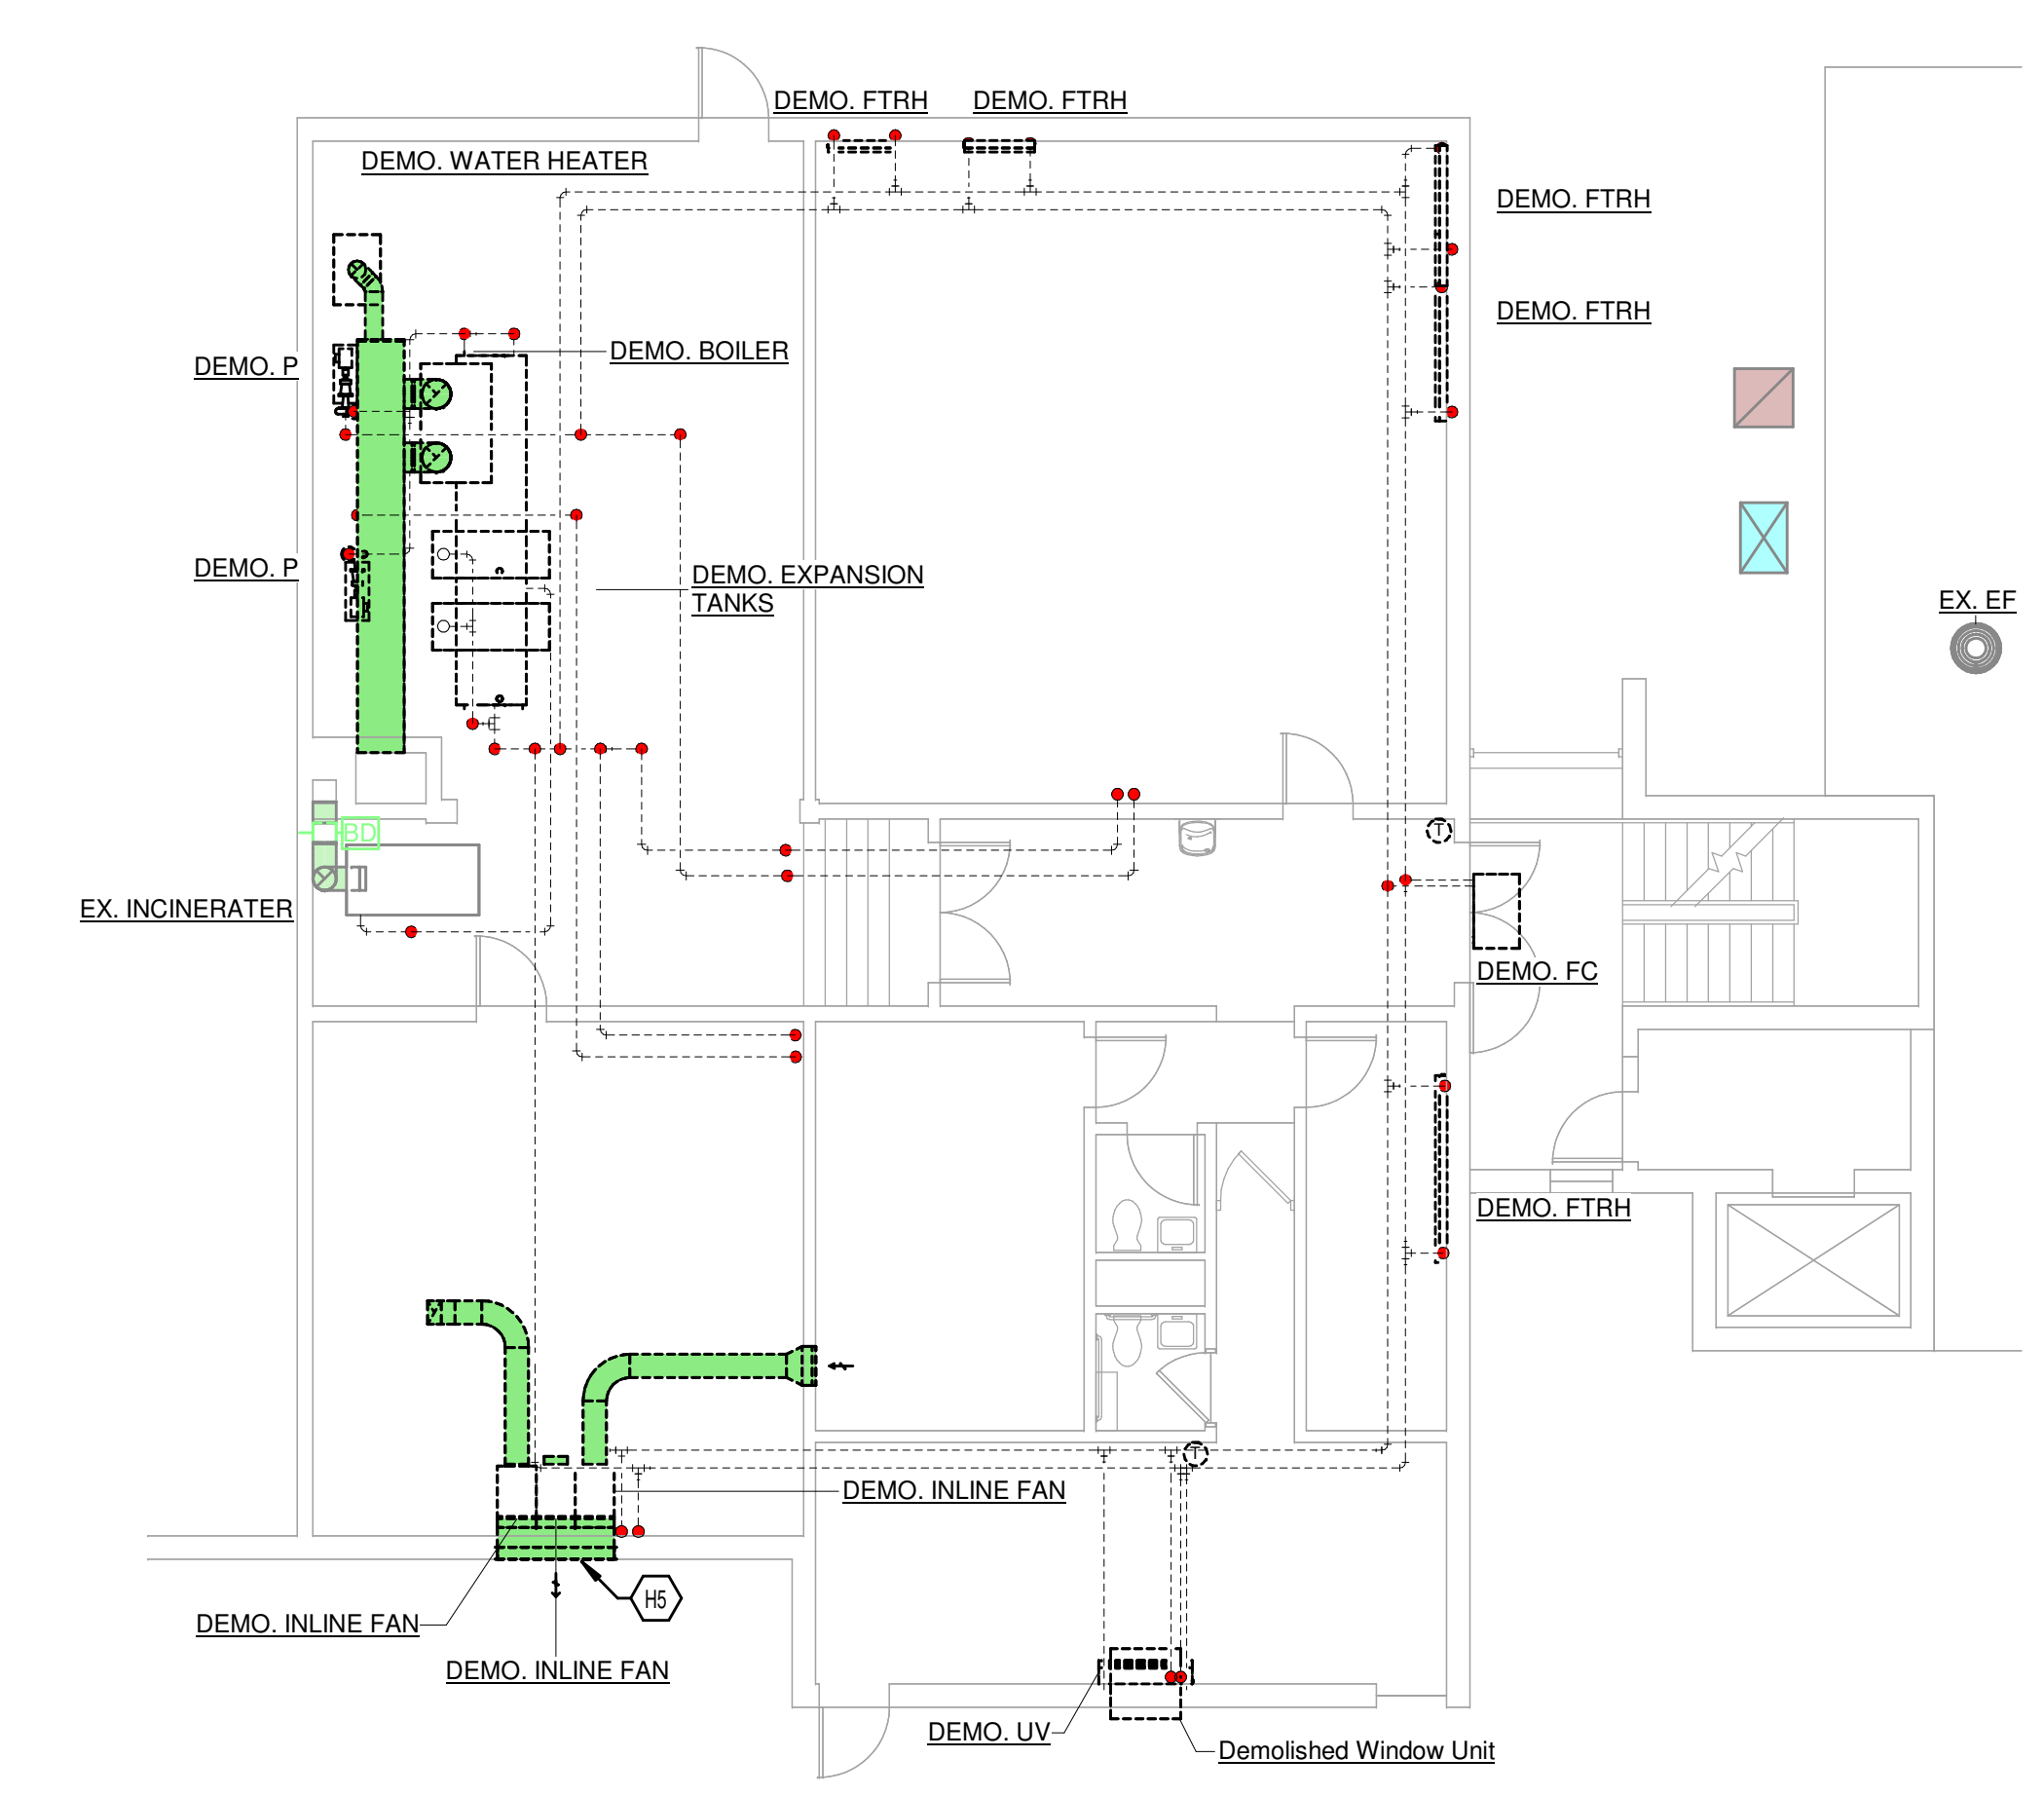 DEMO. FTRH
DEMO. FTRH
DEMO. WATER HEATER
DEMO. FTRH
DEMO. FTRH
DEMO. BOILER
DEMO. P
DEMO. P
DEMO. EXPANSION
TANKS
EX. EF
T
BD
EX. INCINERATER
DEMO. FC
DEMO. FTRH
T
DEMO. INLINE FAN
H5
DEMO. INLINE FAN
DEMO. INLINE FAN
DEMO. UV
Demolished Window Unit